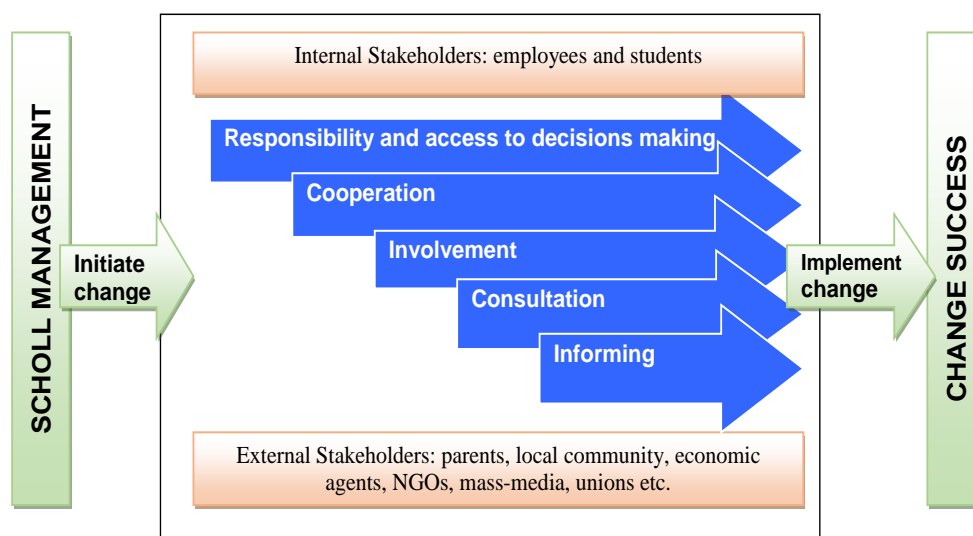 SCHOLL MANAGEMENT
Initiate
change
Internal Stakeholders: employees and students
Responsibility and access to decisions making
Cooperation
Involvement
Consultation
Informing
External Stakeholders: parents, local community, economic
agents, NGOs, mass-media, unions etc.
Implement
change
CHANGE SUCCESS